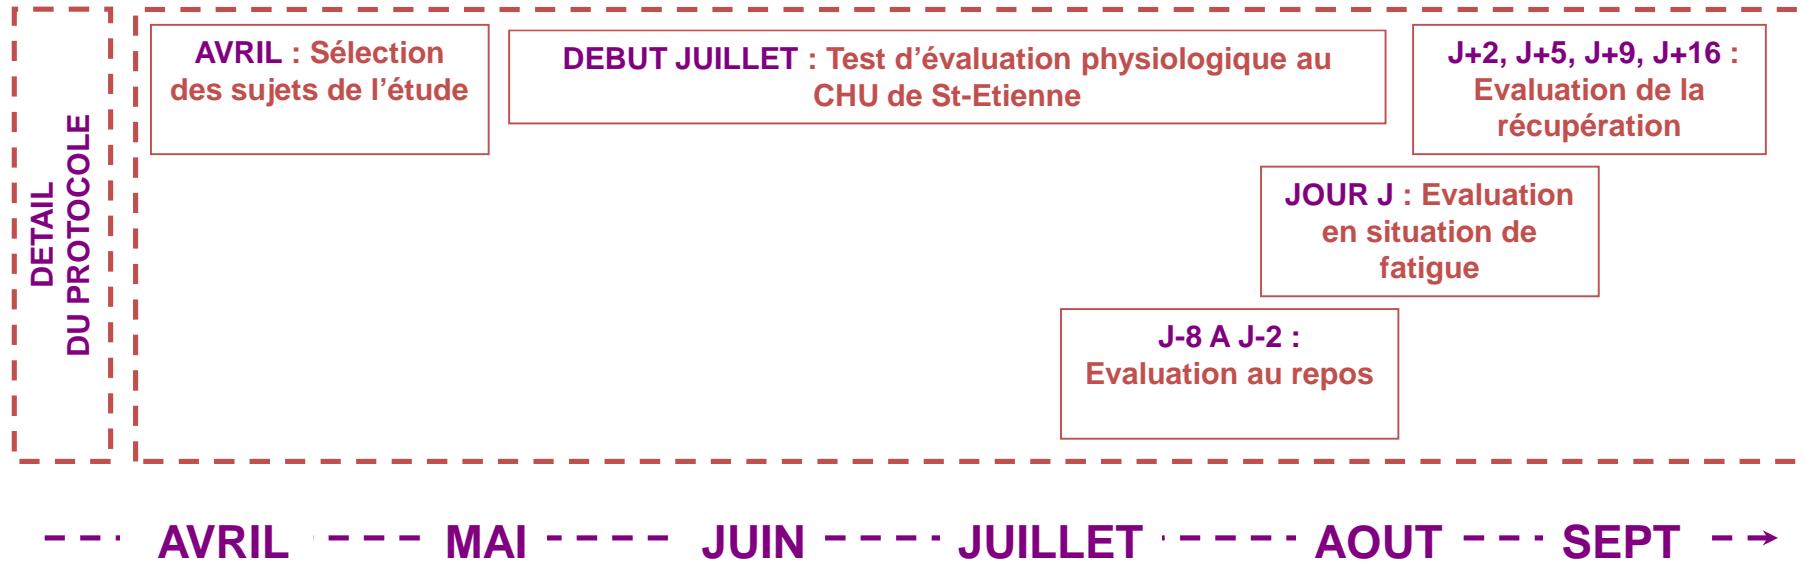 DETAIL
DU PROTOCOLE
AVRIL : Sélection
des sujets de l’étude
DEBUT JUILLET : Test d’évaluation physiologique au
CHU de St-Etienne
J+2, J+5, J+9, J+16 :
Evaluation de la
récupération
JOUR J : Evaluation
en situation de
fatigue
J-8 A J-2 :
Evaluation au repos
AVRIL
MAI
JUIN
JUILLET
AOUT
SEPT